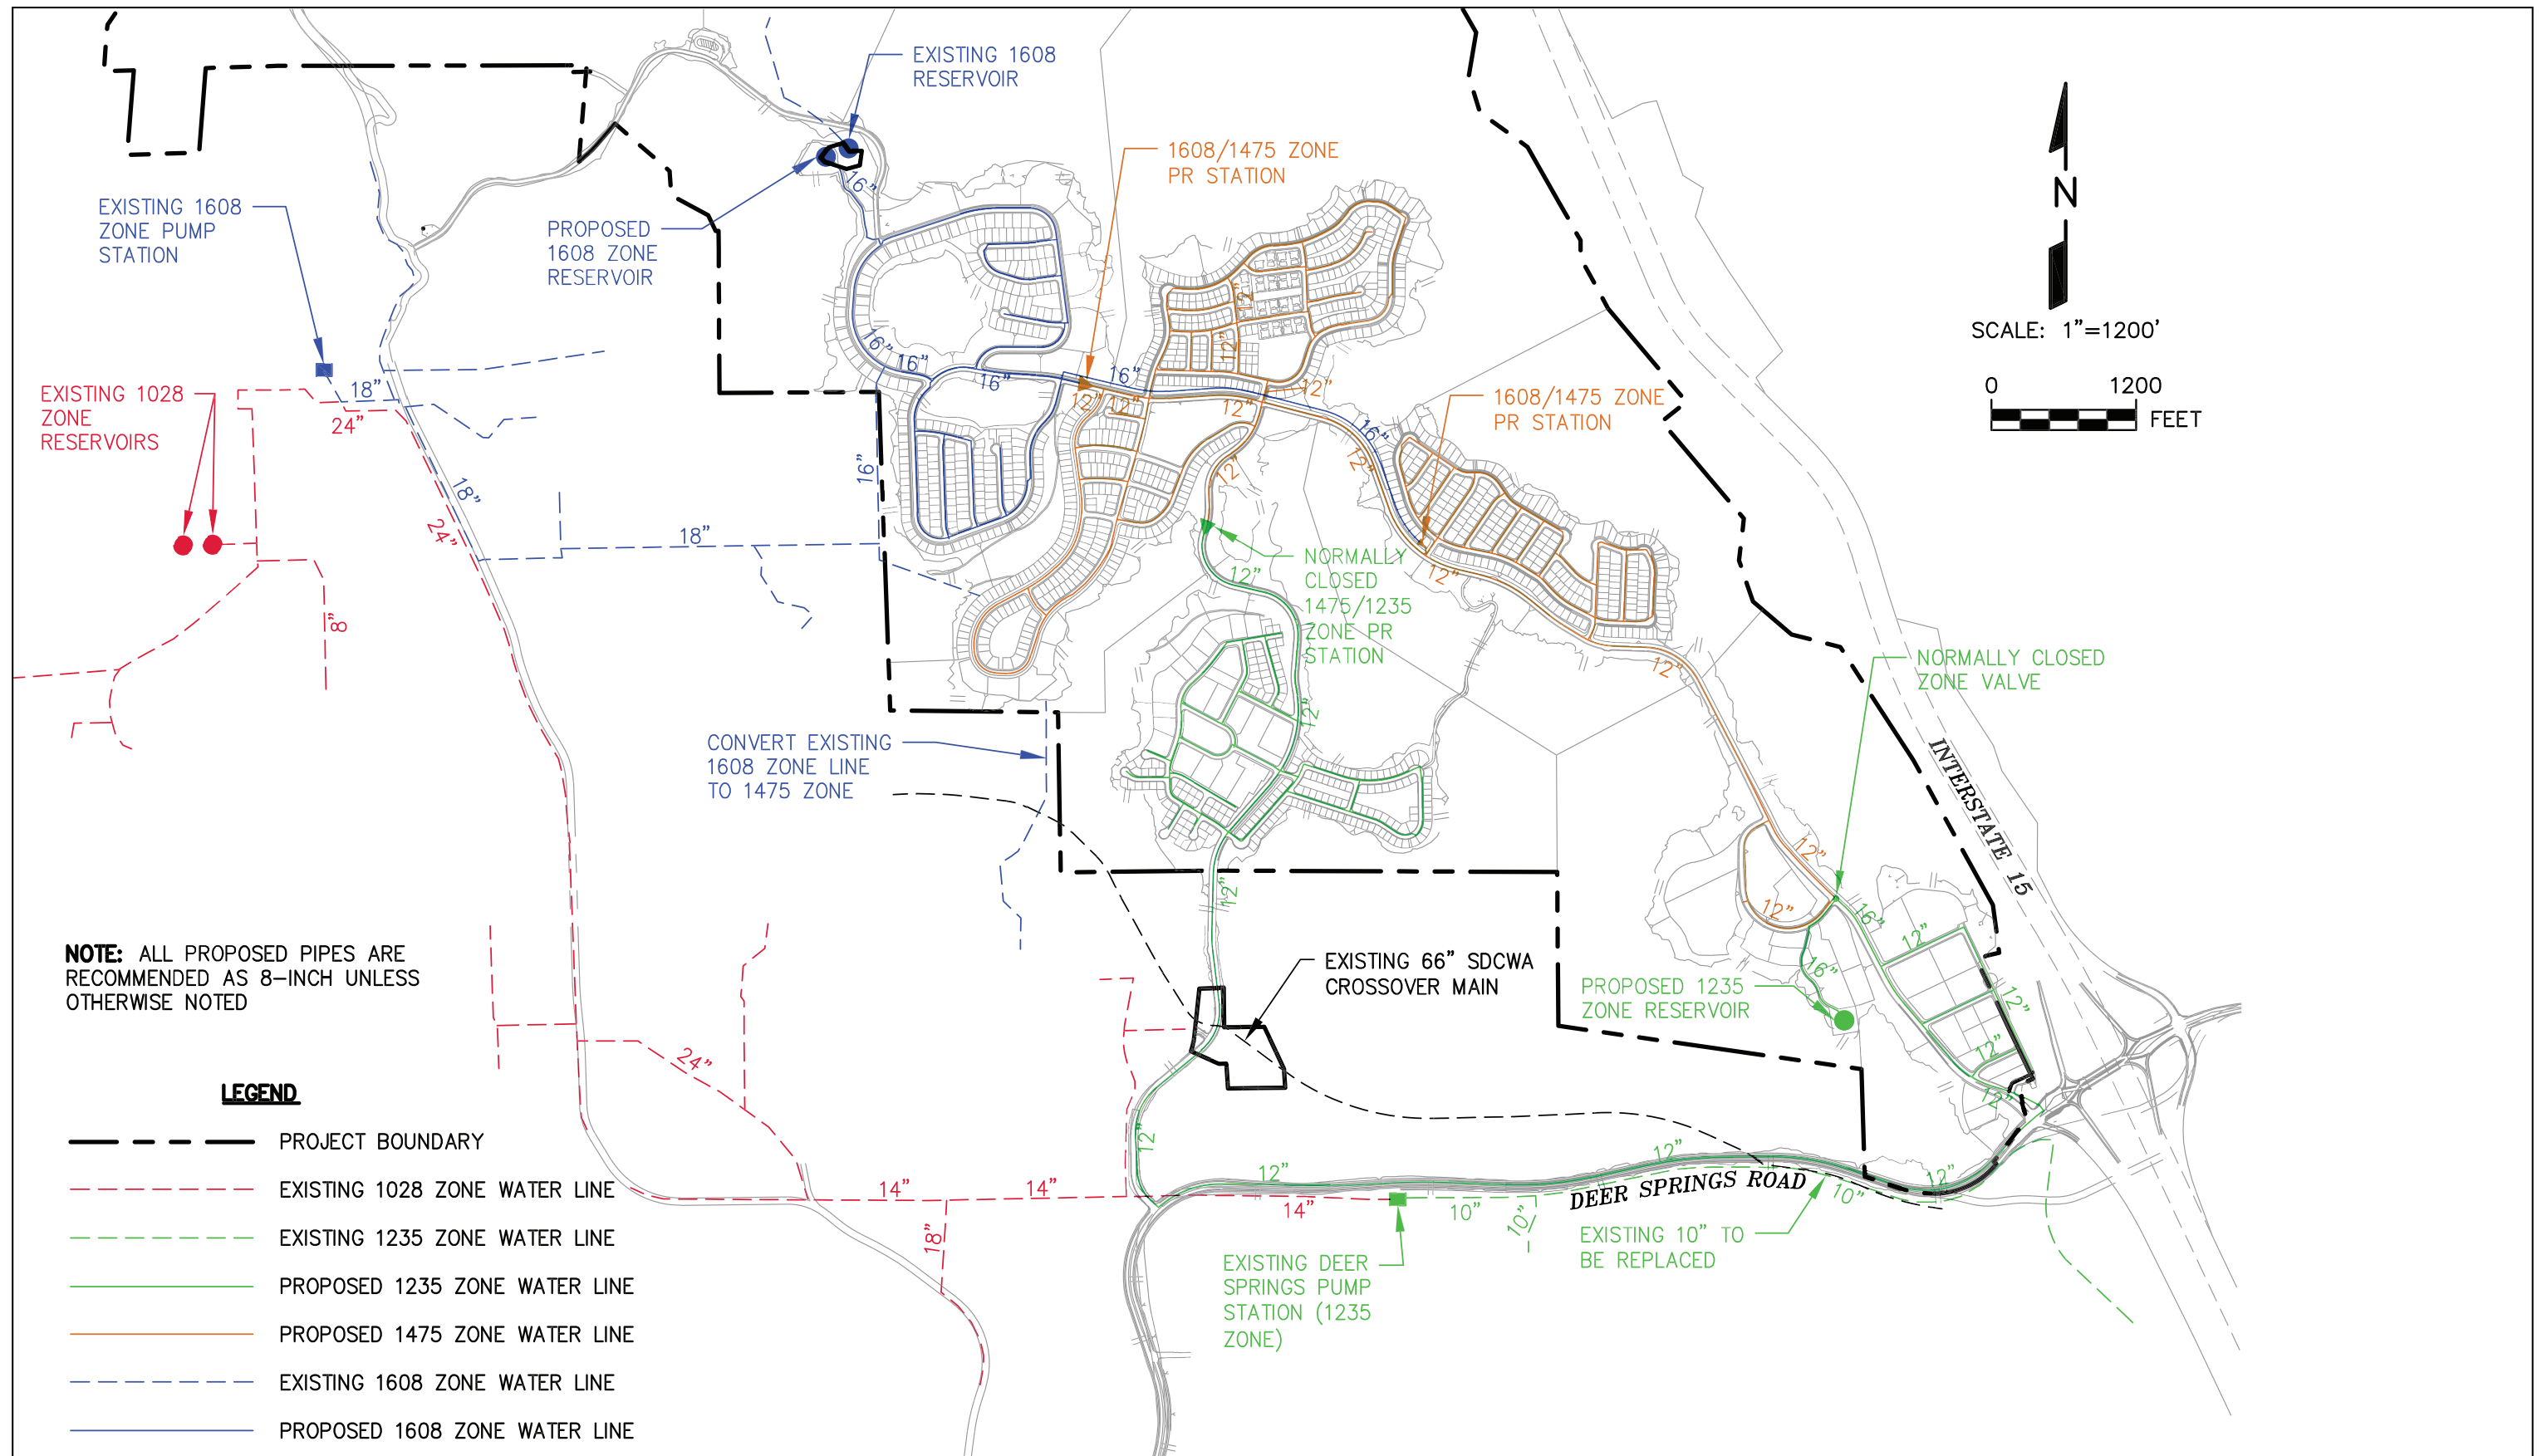 EXISTING 1608
RESERVOIR
1608/1475 ZONE
PR STATION
EXISTING 1608
ZONE PUMP
STATION
PROPOSED
1608 ZONE
RESERVOIR
16"
N
SCALE: 1"=1200'
0 1200
FEET
EXISTING 1028
ZONE
RESERVOIRS
18"
24"
18"
24"
8"
18"
16"
16"
16"
16"
16"
12"
12"
12"
12"
12"
12"
16"
12"
12"
1608/1475 ZONE
PR STATION
12"
12"
NORMALLY
CLOSED
1475/1235
ZONE PR
STATION
12"
12"
NORMALLY CLOSED
ZONE VALVE
CONVERT EXISTING
1608 ZONE LINE
TO 1475 ZONE
INTERSTATE 15
12"
12"
16"
12"
16"
12"
12"
12"
12"
PROPOSED 1235
ZONE RESERVOIR
EXISTING 66" SDCWA
CROSSOVER MAIN
NOTE: ALL PROPOSED PIPES ARE
RECOMMENDED AS 8-INCH UNLESS
OTHERWISE NOTED
24"
14"
14"
18"
12"
12"
14"
12"
12"
DEER SPRINGS ROAD
10"
10"
10"
EXISTING 10" TO
BE REPLACED
EXISTING DEER
SPRINGS PUMP
STATION (1235
ZONE)
LEGEND
PROJECT BOUNDARY
EXISTING 1028 ZONE WATER LINE
EXISTING 1235 ZONE WATER LINE
PROPOSED 1235 ZONE WATER LINE
PROPOSED 1475 ZONE WATER LINE
EXISTING 1608 ZONE WATER LINE
PROPOSED 1608 ZONE WATER LINE